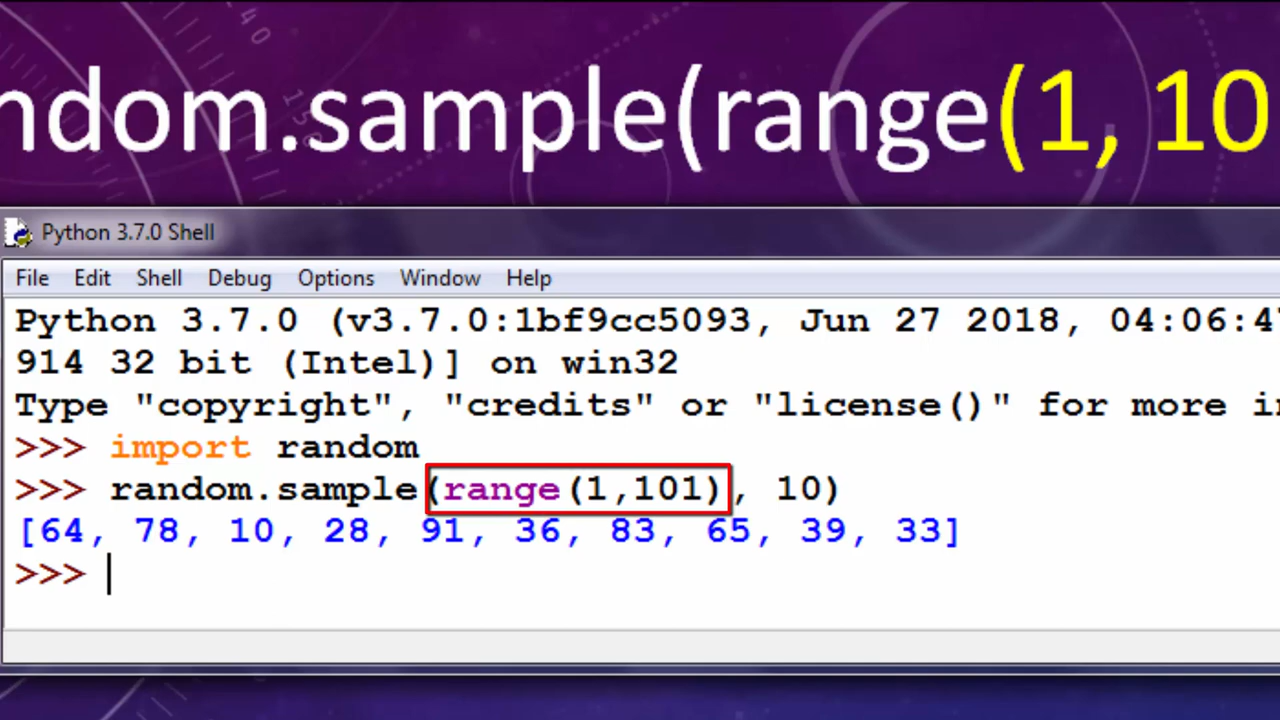 ndom.sample(range(1, 10
Python 3.7.0 Shell
File Edit Shell Debug Options Window Help
Python 3.7.0 (v3.7.0:1bf9cc5093, Jun 27 2018, 04:06:47
914 32 bit (Intel)] on win32
Type "copyright", "credits" or "license()" for more in
>>> import random
>>> random.sample(range(1,101), 10)
[64, 78, 10, 28, 91, 36, 83, 65, 39, 33]
>>>